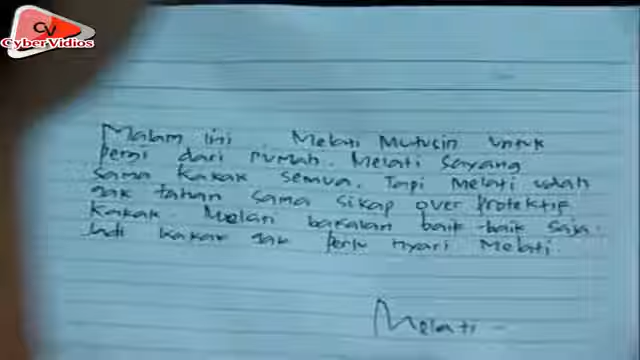 CV
CyberVidios
Malam ini Melati Mutusin untuk
pergi dari rumah. Melati Sayang
sama kakak semua. Tapi Melati udah
gak tahan sama sikap over protektif
kakak. Melati bakalan baik-baik saja.
Jadi kakak gak perlu nyari Melati.
Melati